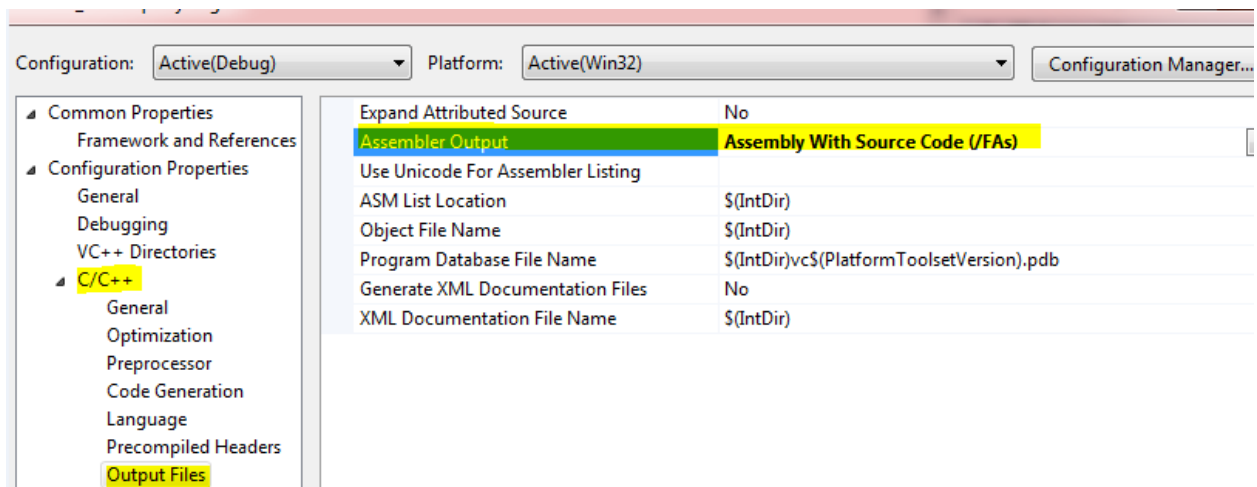 Configuration: Active(Debug) Platform: Active(Win32) Configuration Manager...
Common Properties
Framework and References
Configuration Properties
General
Debugging
VC++ Directories
C/C++
General
Optimization
Preprocessor
Code Generation
Language
Precompiled Headers
Output Files
Expand Attributed Source No
Assembler Output Assembly With Source Code (/FAs)
Use Unicode For Assembler Listing
ASM List Location $(IntDir)
Object File Name $(IntDir)
Program Database File Name $(IntDir)vc$(PlatformToolsetVersion).pdb
Generate XML Documentation Files No
XML Documentation File Name $(IntDir)